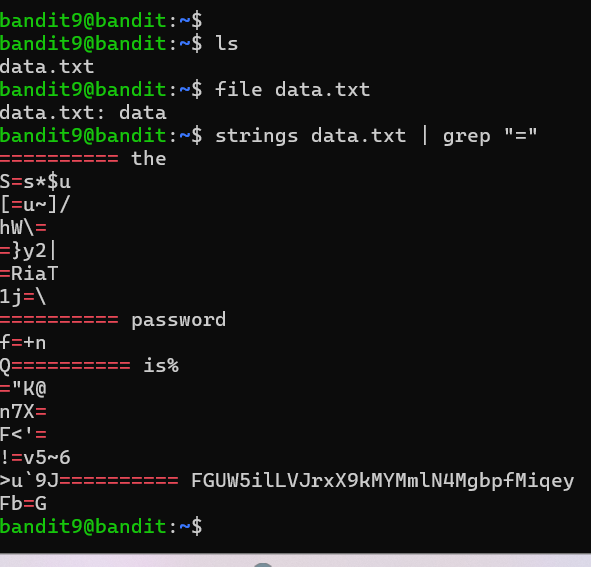 bandit9@bandit:~$
bandit9@bandit:~$ ls
data.txt
bandit9@bandit:~$ file data.txt
data.txt: data
bandit9@bandit:~$ strings data.txt | grep "="
========== the
S=s*$u
[=u~]/
hW\=
=}y2|
=RiaT
1j=\
========== password
f=+n
Q========== is%
="K@
n7X=
F<'=
!=v5~6
>u`9J========== FGUW5ilLVJrxX9kMYMmlN4MgbpfMiqey
Fb=G
bandit9@bandit:~$